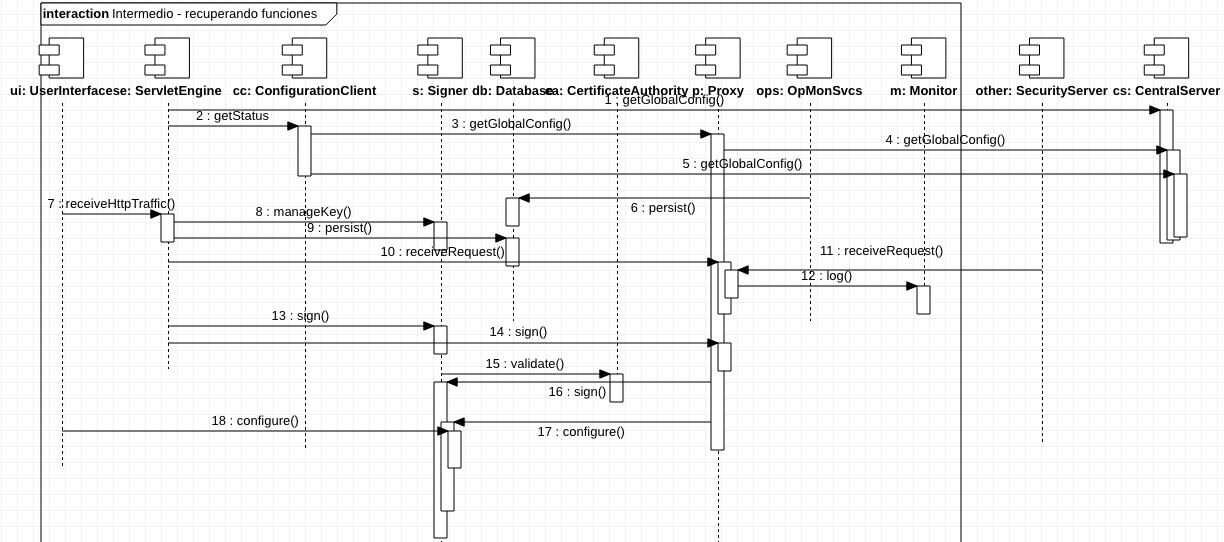 interaction Intermedio - recuperando funciones
ui: UserInterface
se: ServletEngine
cc: ConfigurationClient
s: Signer
db: Database
ca: CertificateAuthority
p: Proxy
ops: OpMonSvcs
m: Monitor
other: SecurityServer
cs: CentralServer
1 : getGlobalConfig()
2 : getStatus
3 : getGlobalConfig()
4 : getGlobalConfig()
5 : getGlobalConfig()
6 : persist()
7 : receiveHttpTraffic()
8 : manageKey()
9 : persist()
10 : receiveRequest()
11 : receiveRequest()
12 : log()
13 : sign()
14 : sign()
15 : validate()
16 : sign()
17 : configure()
18 : configure()